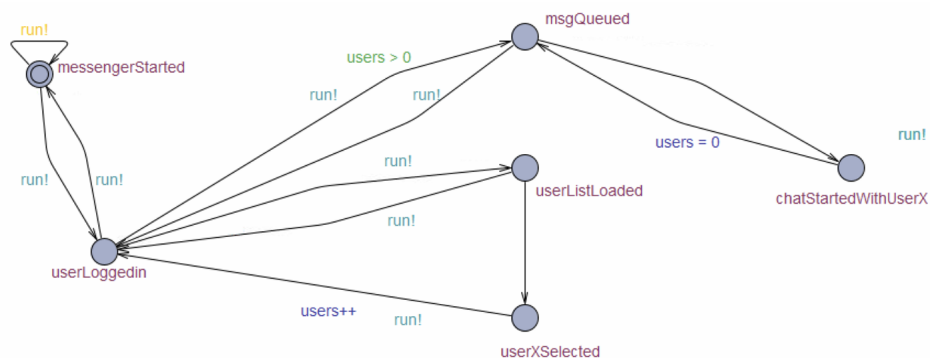 run!
msgQueued
users > 0
messengerStarted
run!
run!
users = 0
run!
run!
run!
run!
userListLoaded
chatStartedWithUserX
run!
userLoggedin
users++
run!
userXSelected